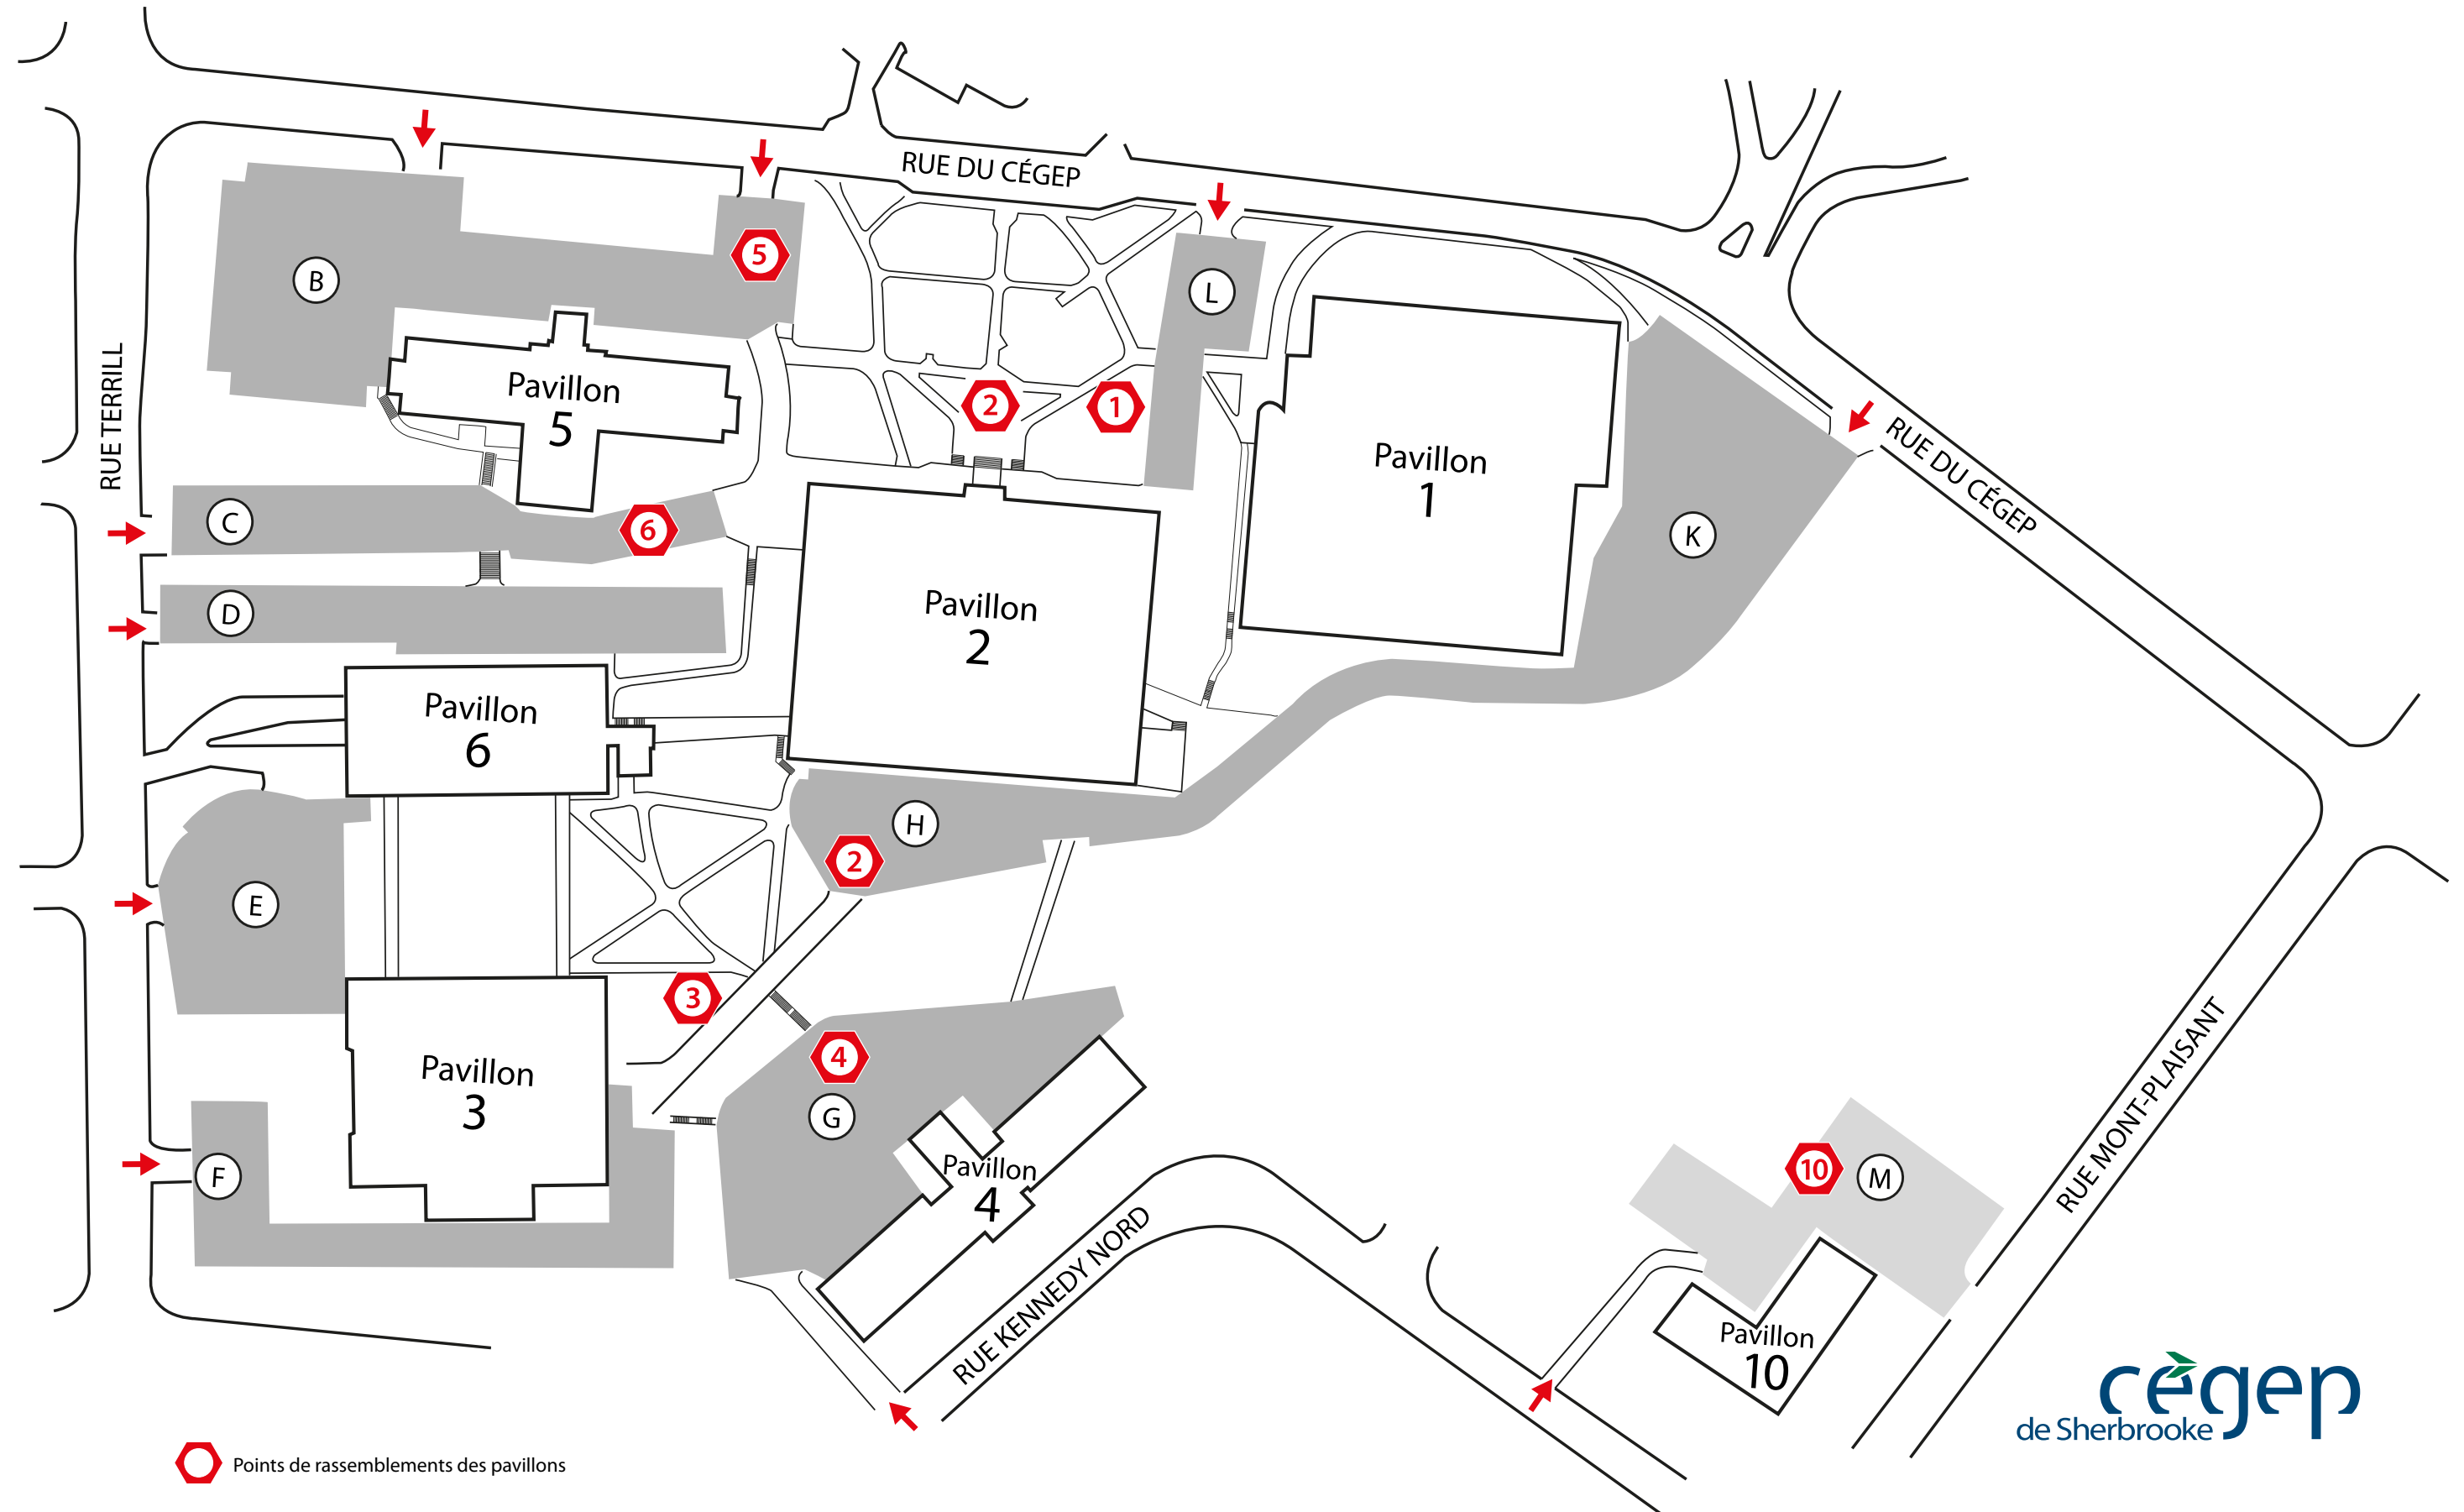 RUE DU CÉGEP
5
B
L
Pavillon
5
RUE TERRILL
2
1
Pavillon
1
RUE DU CÉGEP
C
6
K
D
Pavillon
2
Pavillon
6
H
2
E
3
4
Pavillon
3
G
F
Pavillon
4
RUE KENNEDY NORD
10
M
RUE MONT-PLAISANT
Pavillon
10
cégep
de Sherbrooke
Points de rassemblements des pavillons